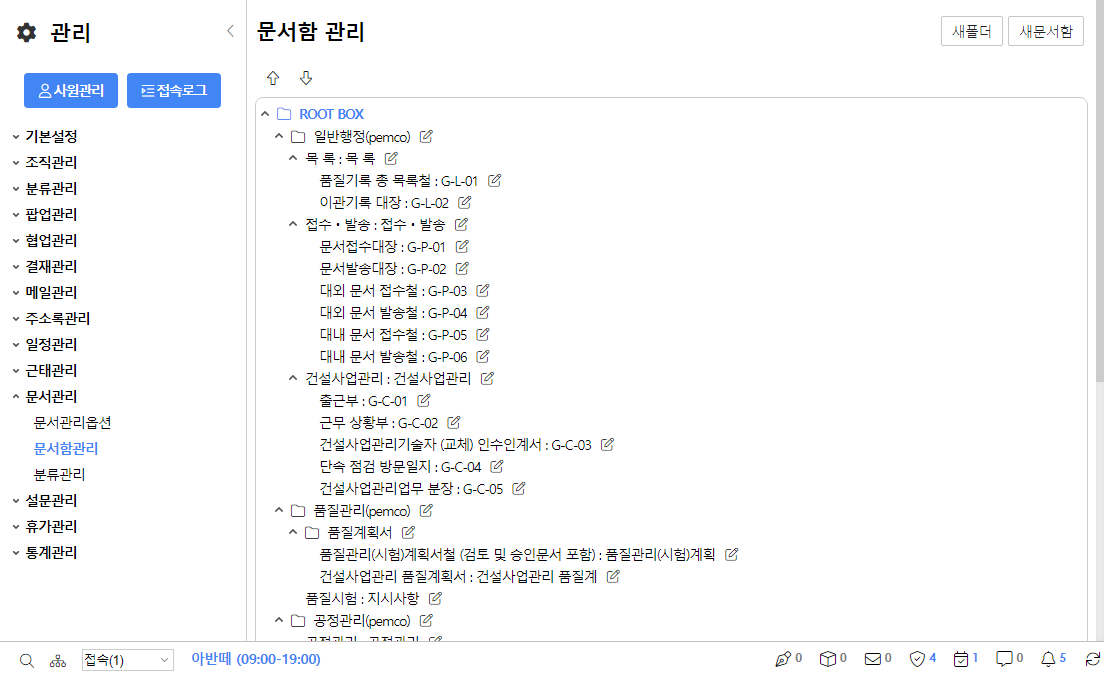 관리
사원관리
접속로그
기본설정
조직관리
분류관리
팝업관리
협업관리
결재관리
메일관리
주소록관리
일정관리
근태관리
문서관리
문서관리옵션
문서함관리
분류관리
설문관리
휴가관리
통계관리
문서함 관리
새폴더
새문서함
ROOT BOX
일반행정(pemco)
목 록 : 목 록
품질기록 총 목록철 : G-L-01
이관기록 대장 : G-L-02
접수・발송 : 접수・발송
문서접수대장 : G-P-01
문서발송대장 : G-P-02
대외 문서 접수철 : G-P-03
대외 문서 발송철 : G-P-04
대내 문서 접수철 : G-P-05
대내 문서 발송철 : G-P-06
건설사업관리 : 건설사업관리
출근부 : G-C-01
근무 상황부 : G-C-02
건설사업관리기술자 (교체) 인수인계서 : G-C-03
단속 점검 방문일지 : G-C-04
건설사업관리업무 분장 : G-C-05
품질관리(pemco)
품질계획서
품질관리(시험)계획서철 (검토 및 승인문서 포함) : 품질관리(시험)계획
건설사업관리 품질계획서 : 건설사업관리 품질계
품질시험 : 지시사항
공정관리(pemco)
공정관리 : 공정관리
접속(1)
아반떼 (09:00-19:00)
0
0
0
4
1
0
5